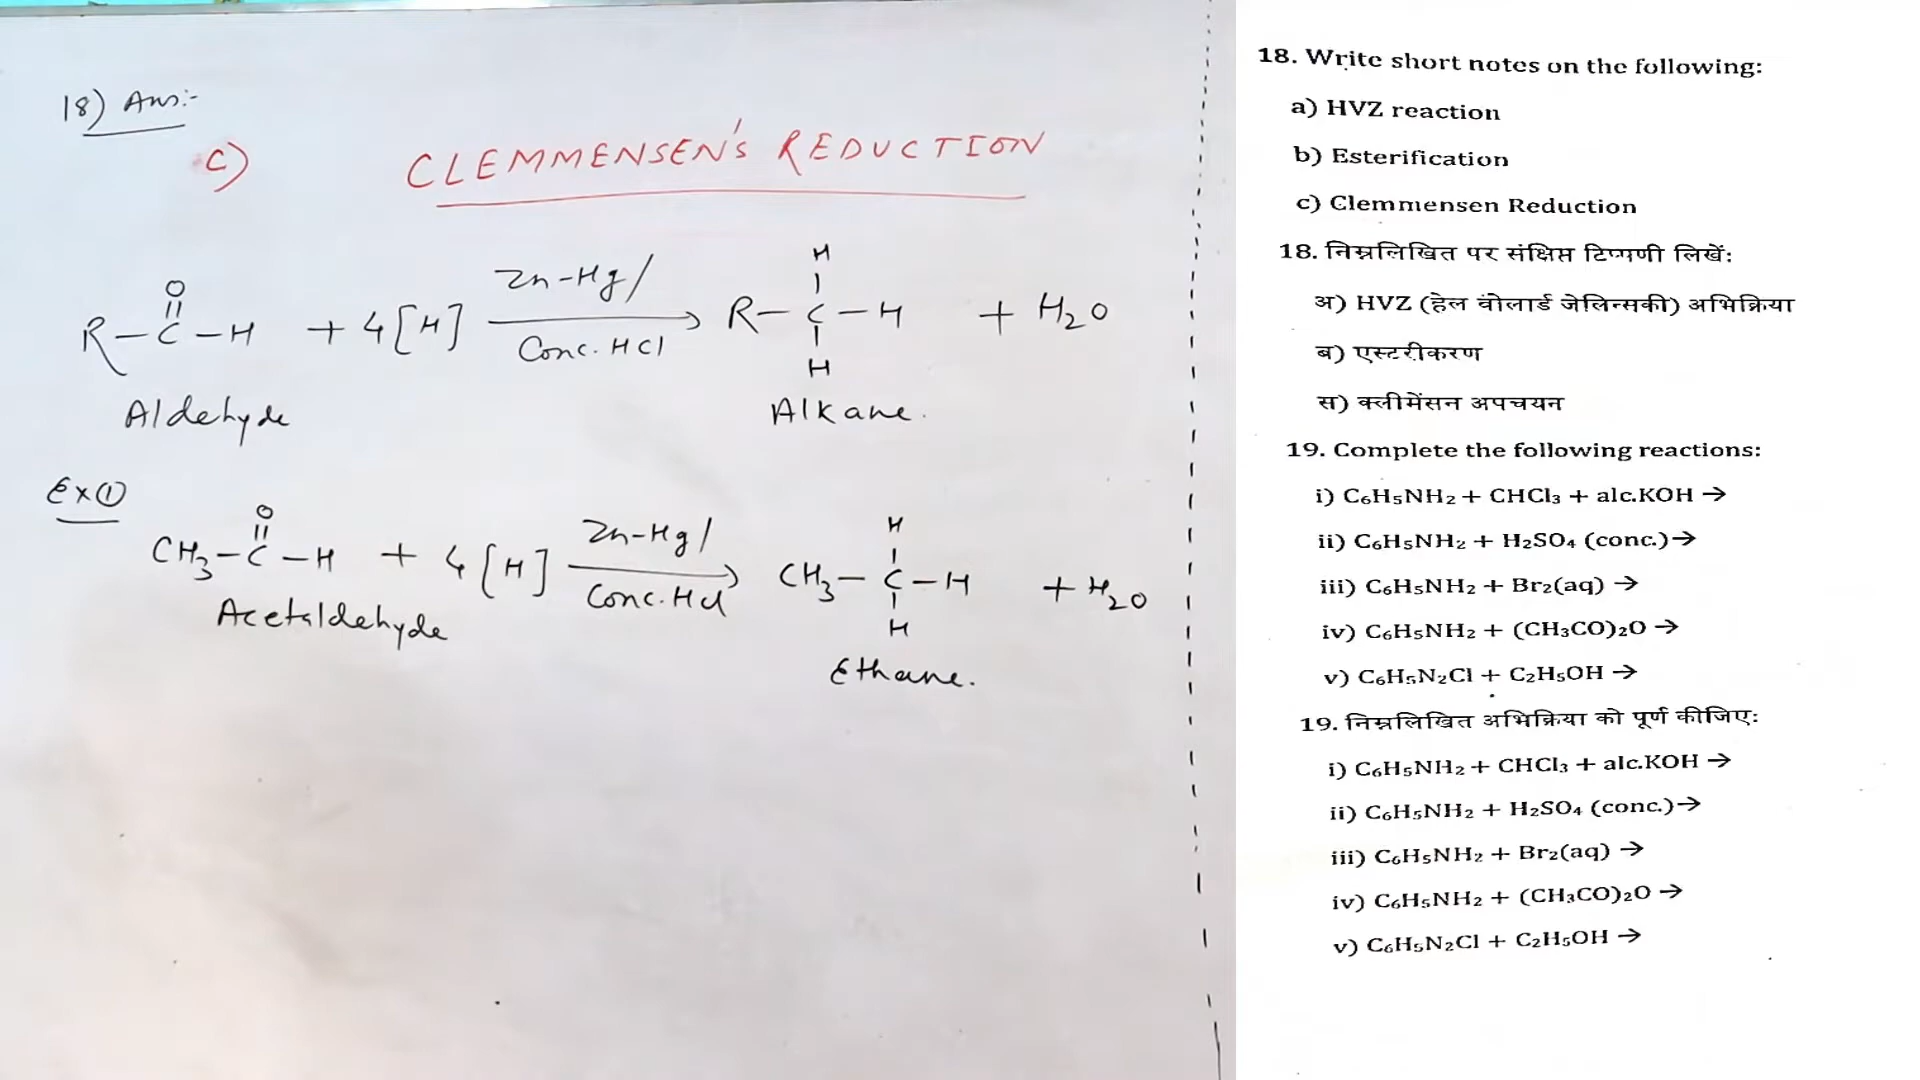 18) Ans:-
c) CLEMMENSEN'S REDUCTION
O
||
R-C-H + 4[H] Zn-Hg/ Conc. HCl → R-C-H + H2O
H
|
|
H
Aldehyde Alkane.
Ex①
O
||
CH3-C-H + 4[H] Zn-Hg/ Conc. HCl → CH3-C-H + H2O
H
|
|
H
Acetaldehyde
Ethane.
18. Write short notes on the following:
a) HVZ reaction
b) Esterification
c) Clemmensen Reduction
18. निम्नलिखित पर संक्षिप्त टिप्पणी लिखें:
अ) HVZ (हेल वोलार्ड जेलिन्सकी) अभिक्रिया
ब) एस्टरीकरण
स) क्लीमेंसन अपचयन
19. Complete the following reactions:
i) C6H5NH2 + CHCl3 + alc.KOH →
ii) C6H5NH2 + H2SO4 (conc.)→
iii) C6H5NH2 + Br2(aq) →
iv) C6H5NH2 + (CH3CO)2O →
v) C6H5N2Cl + C2H5OH →
19. निम्नलिखित अभिक्रिया को पूर्ण कीजिए:
i) C6H5NH2 + CHCl3 + alc.KOH →
ii) C6H5NH2 + H2SO4 (conc.)→
iii) C6H5NH2 + Br2(aq) →
iv) C6H5NH2 + (CH3CO)2O →
v) C6H5N2Cl + C2H5OH →